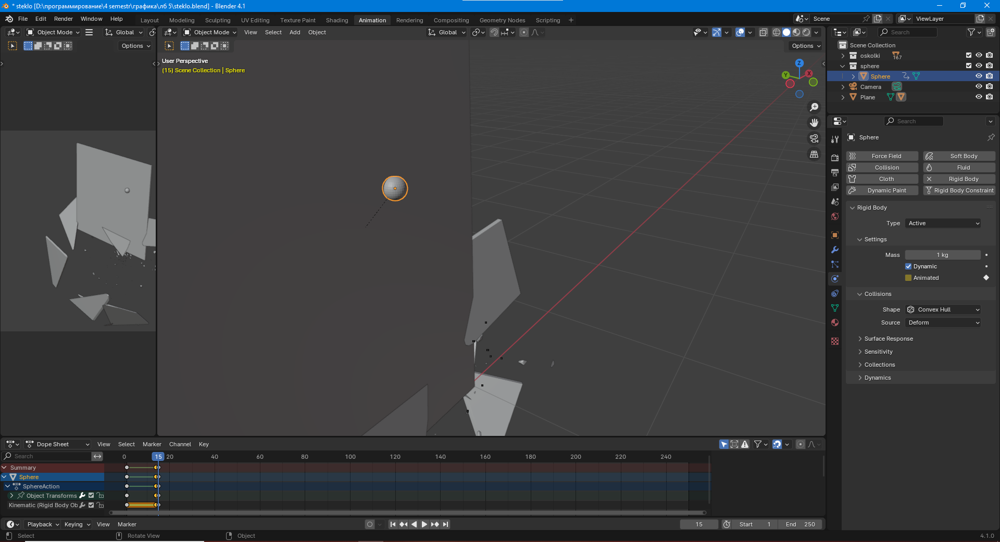 * steklo [D:\программирование\4 semestr\графика\лб 5\steklo.blend] - Blender 4.1
File Edit Render Window Help Layout Modeling Sculpting UV Editing Texture Paint Shading Animation Rendering Compositing Geometry Nodes Scripting + Scene ViewLayer
Object Mode Global Object Mode View Select Add Object Global Search
Options Options
Scene Collection
oskolki 167
sphere
Sphere
Camera
Plane
User Perspective
(15) Scene Collection | Sphere
Z
Y
X
Search
Sphere
Force Field Soft Body
Collision Fluid
Cloth Rigid Body
Dynamic Paint Rigid Body Constraint
Rigid Body
Type Active
Settings
Mass 1 kg
Dynamic
Animated
Collisions
Shape Convex Hull
Source Deform
Surface Response
Sensitivity
Collections
Dynamics
Dope Sheet View Select Marker Channel Key
Search 0 15 20 40 60 80 100 120 140 160 180 200 220 240
Summary
Sphere
SphereAction
Object Transforms
Kinematic (Rigid Body Ob
Playback Keying View Marker 15 Start 1 End 250
Select Rotate View Object 4.1.0